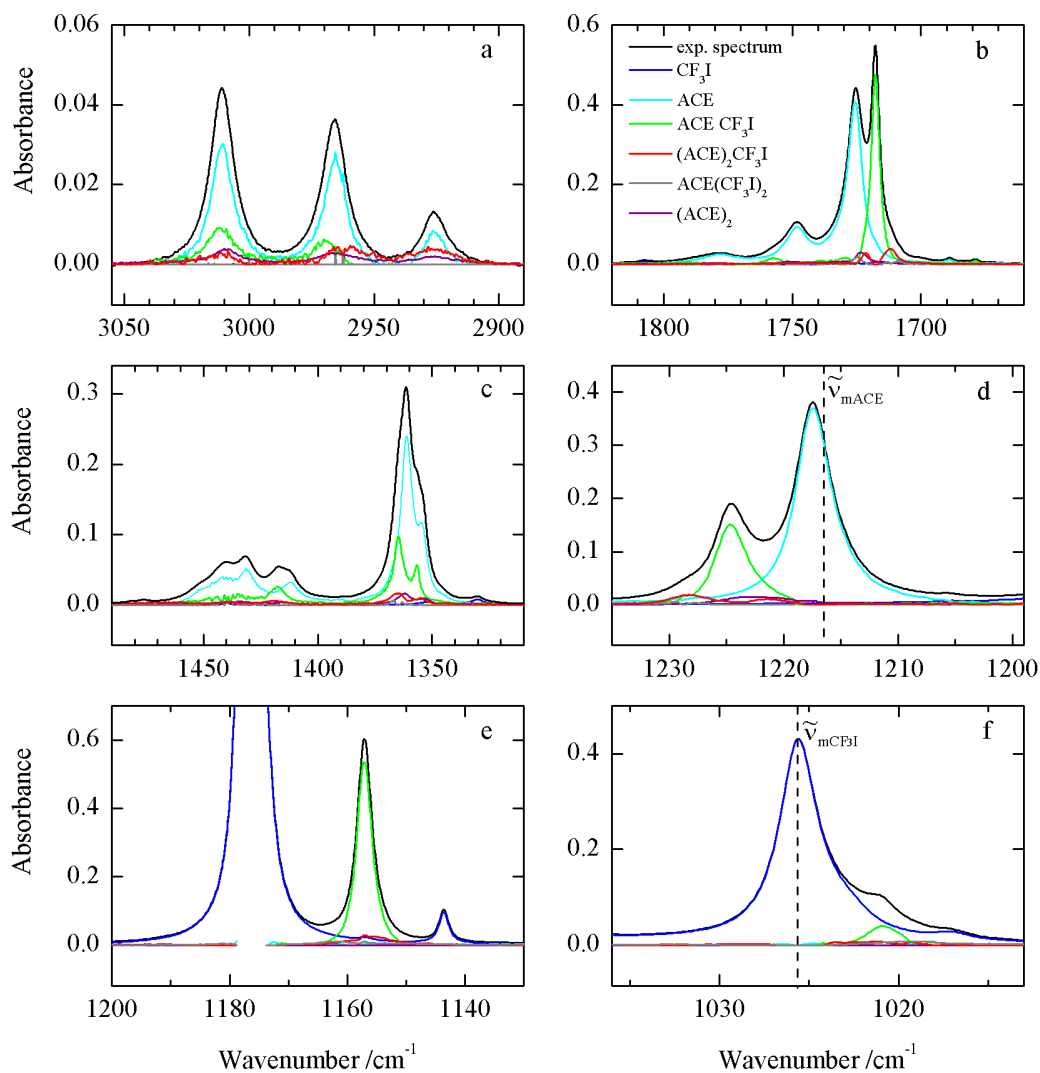 a
Absorbance
0.06
0.04
0.02
0.00
3050 3000 2950 2900
b
exp. spectrum
CF₃I
ACE
ACE CF₃I
(ACE)₂CF₃I
ACE(CF₃I)₂
(ACE)₂
0.6
0.4
0.2
0.0
1800 1750 1700
c
Absorbance
0.3
0.2
0.1
0.0
1450 1400 1350
d
ṽmACE
0.4
0.3
0.2
0.1
0.0
1230 1220 1210 1200
e
Absorbance
0.6
0.4
0.2
0.0
1200 1180 1160 1140
Wavenumber /cm⁻¹
f
ṽmCF₃I
0.4
0.2
0.0
1030 1020
Wavenumber /cm⁻¹